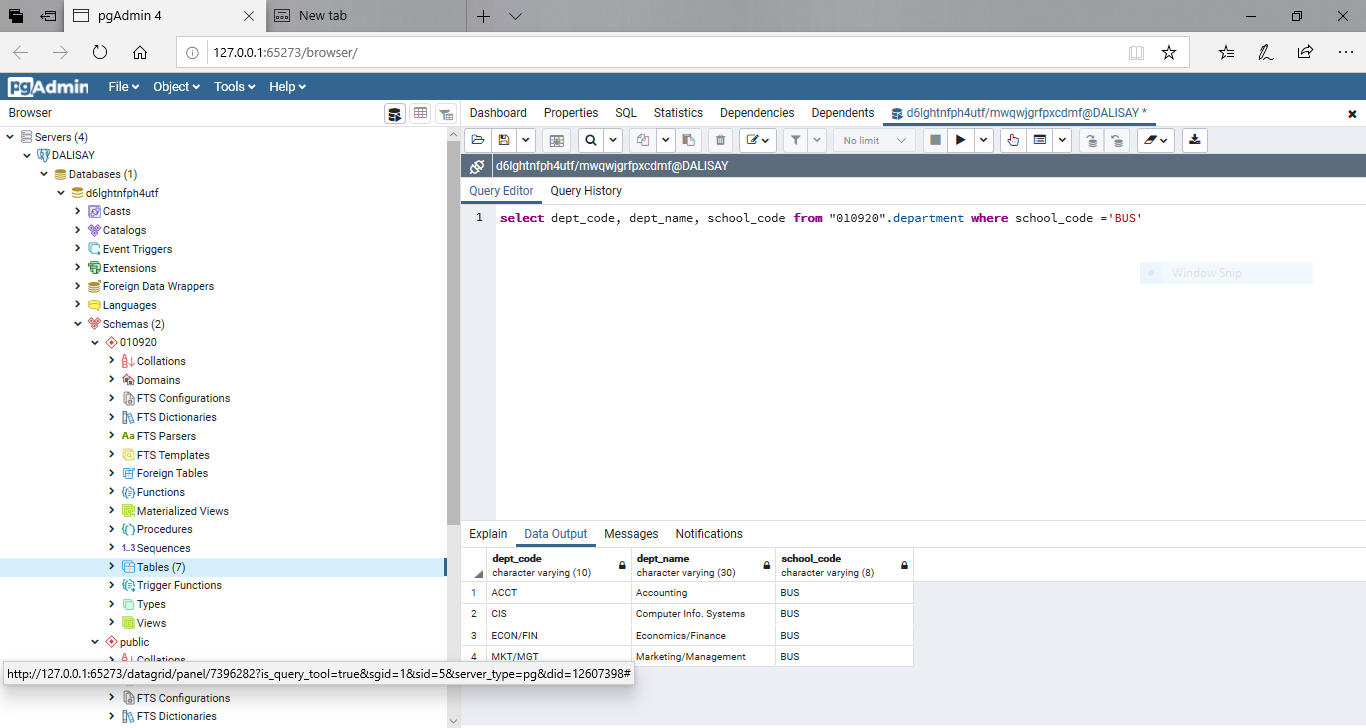 pgAdmin 4
New tab
127.0.0.1:65273/browser/
pgAdmin File Object Tools Help
Browser
Dashboard Properties SQL Statistics Dependencies Dependents d6lghtnfph4utf/mwqwjgrfpxcdmf@DALISAY *
Servers (4)
DALISAY
Databases (1)
d6lghtnfph4utf
Casts
Catalogs
Event Triggers
Extensions
Foreign Data Wrappers
Languages
Schemas (2)
010920
Collations
Domains
FTS Configurations
FTS Dictionaries
Aa FTS Parsers
FTS Templates
Foreign Tables
Functions
Materialized Views
Procedures
1..3 Sequences
Tables (7)
Trigger Functions
Types
Views
public
Collations
http://127.0.0.1:65273/datagrid/panel/7396282?is_query_tool=true&sgid=1&sid=5&server_type=pg&did=12607398#
FTS Configurations
FTS Dictionaries
No limit
d6lghtnfph4utf/mwqwjgrfpxcdmf@DALISAY
Query Editor Query History
1 select dept_code, dept_name, school_code from "010920".department where school_code ='BUS'
Window Snip
Explain Data Output Messages Notifications
dept_code dept_name school_code
character varying (10) character varying (30) character varying (8)
1 ACCT Accounting BUS
2 CIS Computer Info. Systems BUS
3 ECON/FIN Economics/Finance BUS
4 MKT/MGT Marketing/Management BUS